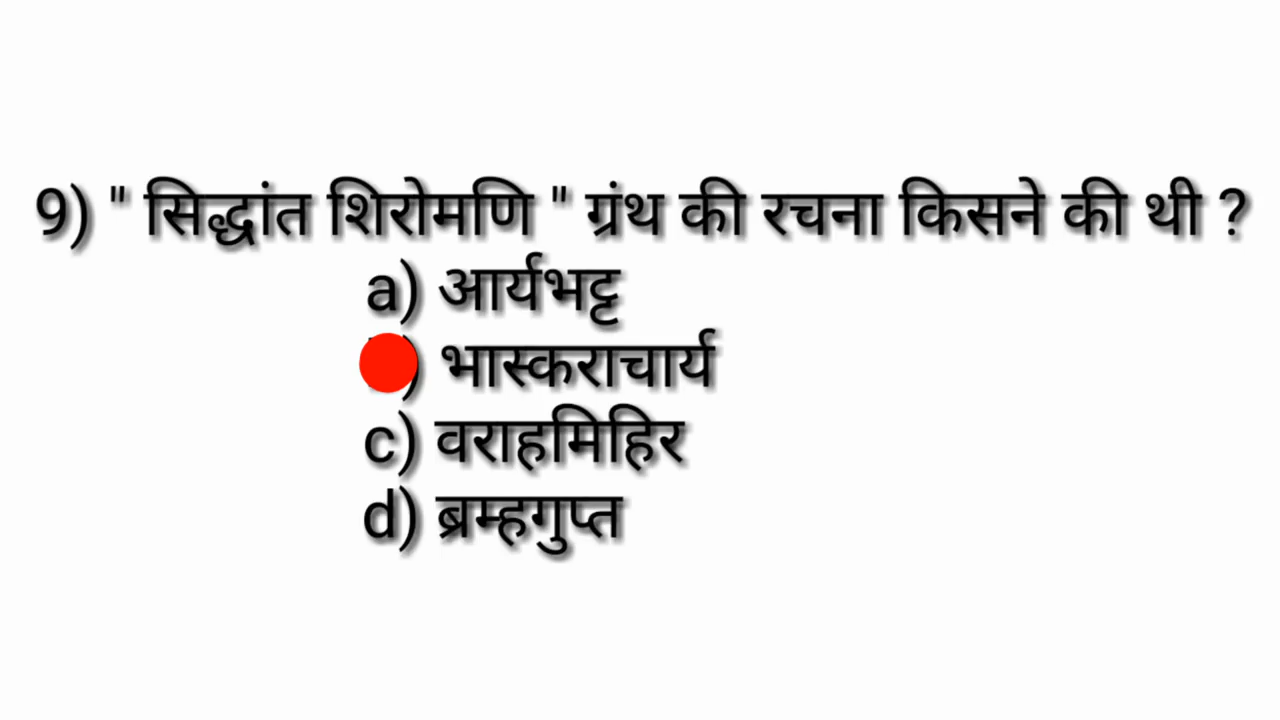 9) " सिद्धांत शिरोमणि " ग्रंथ की रचना किसने की थी ?
a) आर्यभट्ट
) भास्कराचार्य
c) वराहमिहिर
d) ब्रम्हगुप्त